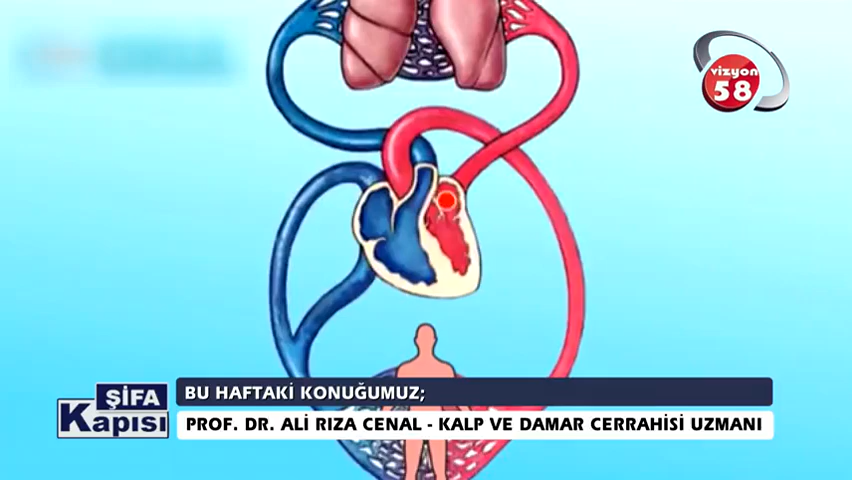 vizyon
58
BU HAFTAKİ KONUĞUMUZ;
ŞİFA
Kapısı
PROF. DR. ALİ RIZA CENAL - KALP VE DAMAR CERRAHİSİ UZMANI